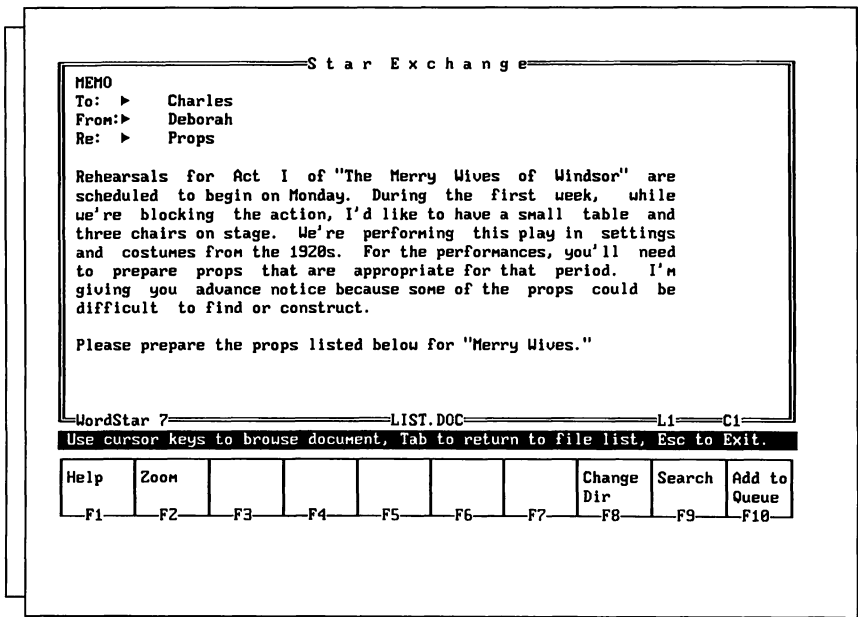 Star Exchange
MEMO
To: ► Charles
From:► Deborah
Re: ► Props
Rehearsals for Act I of "The Merry Wives of Windsor" are
scheduled to begin on Monday. During the first week, while
we're blocking the action, I'd like to have a small table and
three chairs on stage. We're performing this play in settings
and costumes from the 1920s. For the performances, you'll need
to prepare props that are appropriate for that period. I'm
giving you advance notice because some of the props could be
difficult to find or construct.
Please prepare the props listed below for "Merry Wives."
WordStar 7 LIST.DOC L1 C1
Use cursor keys to browse document, Tab to return to file list, Esc to Exit.
Help Zoom Change Search Add to
Dir Queue
F1 F2 F3 F4 F5 F6 F7 F8 F9 F10